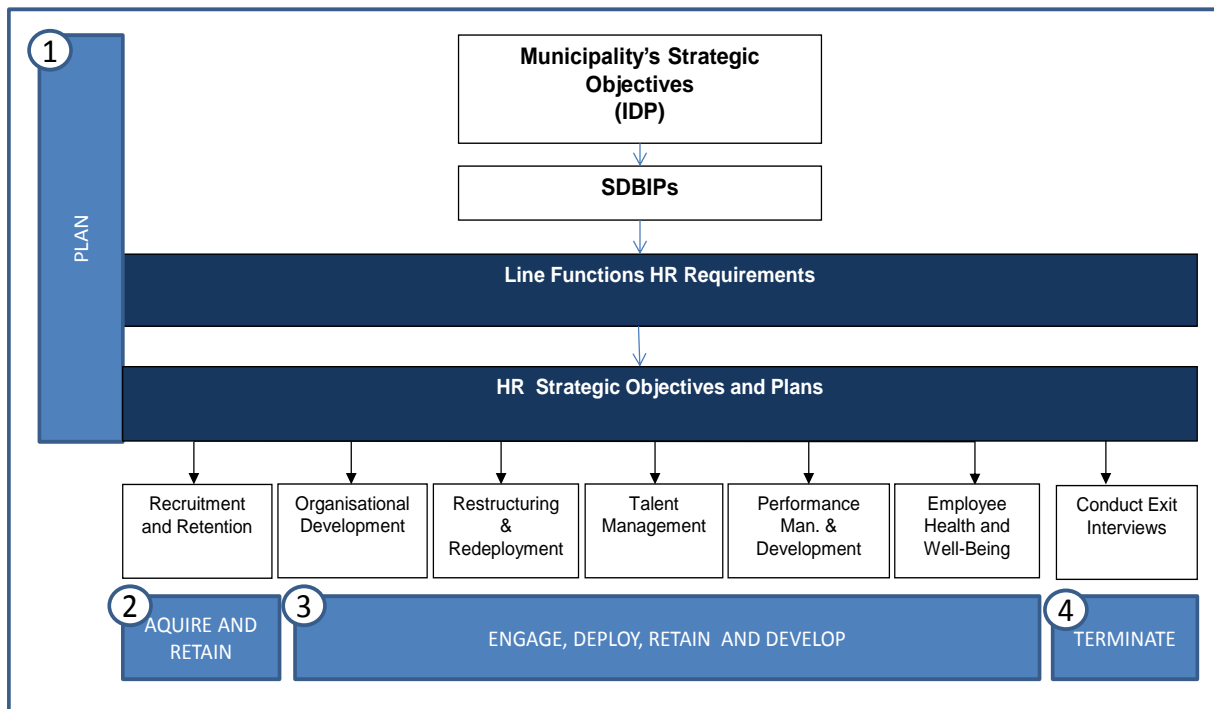 1
PLAN
Municipality's Strategic
Objectives
(IDP)
SDBIPs
Line Functions HR Requirements
HR Strategic Objectives and Plans
Recruitment
and Retention
Organisational
Development
Restructuring
&
Redeployment
Talent
Management
Performance
Man. &
Development
Employee
Health and
Well-Being
Conduct Exit
Interviews
2
AQUIRE AND
RETAIN
3
ENGAGE, DEPLOY, RETAIN AND DEVELOP
4
TERMINATE